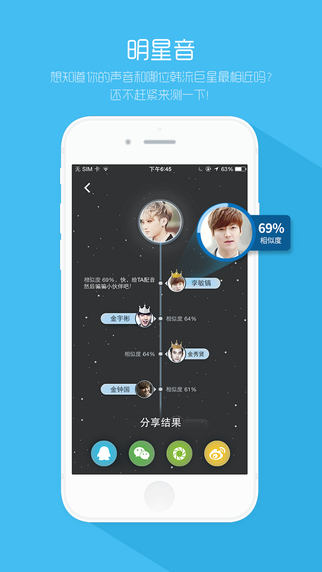 明星音
想知道你的声音和哪位韩流巨星最相近吗?
还不赶紧来测一下!
无 SIM 卡
下午6:45
63%
69%
相似度
相似度 69%，快，给TA配音
然后骗骗小伙伴吧!
李敏镐
金宇彬
相似度 64%
相似度 64%
金秀贤
金钟国
相似度 61%
分享结果